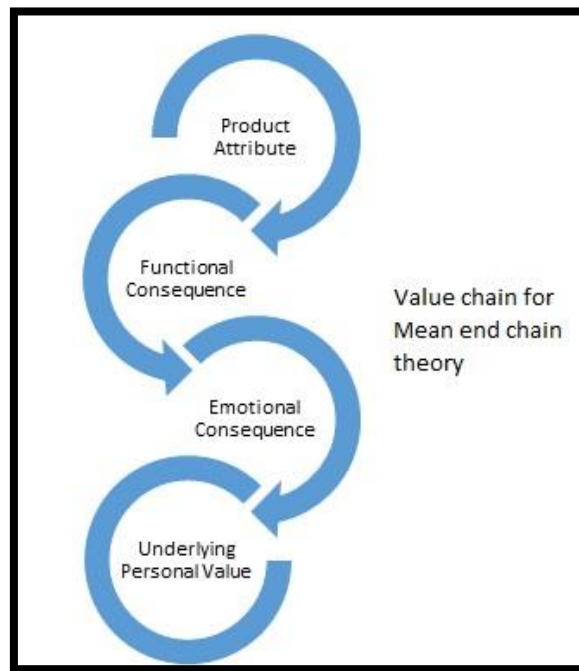 Product
Attribute
Functional
Consequence
Value chain for
Mean end chain
theory
Emotional
Consequence
Underlying
Personal Value